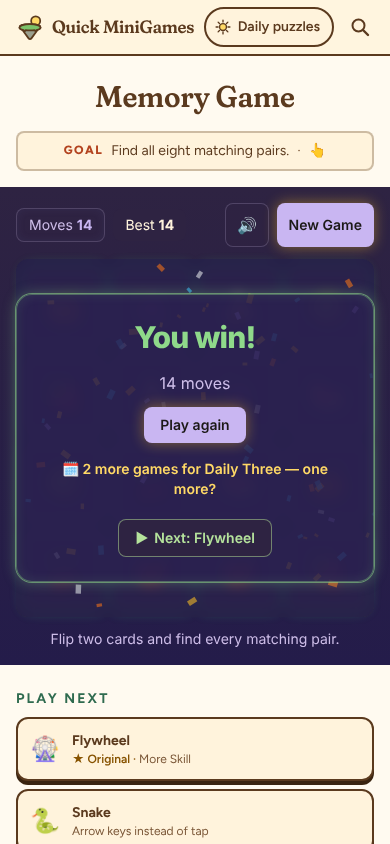 Quick MiniGames
Daily puzzles
Memory Game
GOAL Find all eight matching pairs. ·
Moves 14
Best 14
New Game
You win!
14 moves
Play again
2 more games for Daily Three — one
more?
▶ Next: Flywheel
Flip two cards and find every matching pair.
PLAY NEXT
Flywheel
★ Original · More Skill
Snake
Arrow keys instead of tap